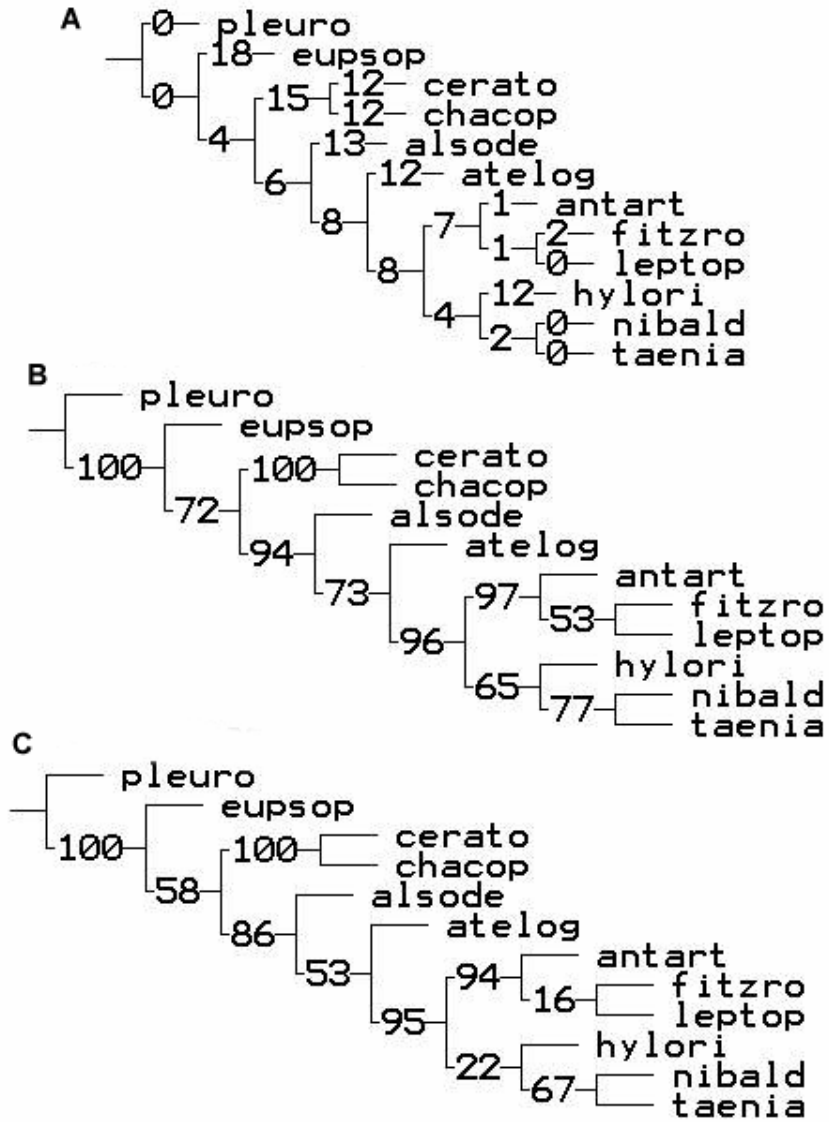 A
0 pleuro
18 eupsop
0
12 cerato
15
12 chacop
4
13 alsode
12 atelog
6
1 antart
7
8
2 fitzro
1
0 leptop
8
12 hylori
4
0 nibald
2
0 taenia
B
pleuro
eupsop
100
cerato
100
chacop
72
alsode
94
atelog
antart
73
97
fitzro
53
leptop
96
hylori
65
nibald
77
taenia
C
pleuro
eupsop
cerato
100
100
chacop
58
alsode
86
atelog
antart
53
94
fitzro
16
leptop
95
hylori
22
nibald
67
taenia